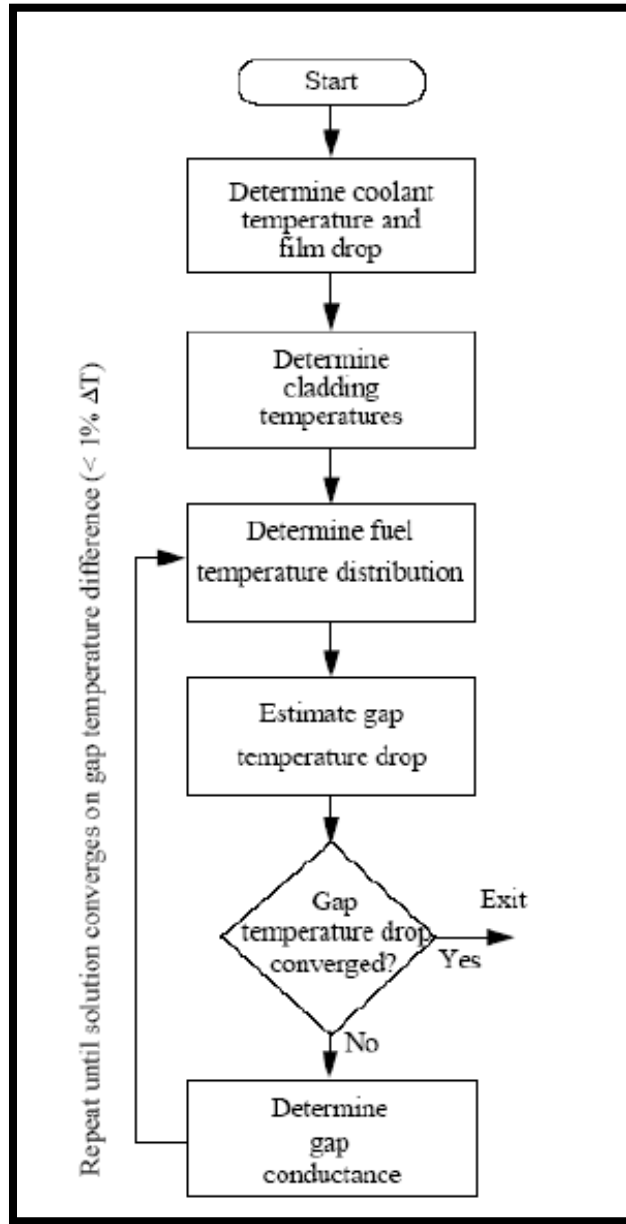 Start
Determine coolant
temperature and
film drop
Determine
cladding
temperatures
Determine fuel
temperature distribution
Estimate gap
temperature drop
Gap
temperature drop
converged?
Exit
Yes
No
Determine
gap
conductance
Repeat until solution converges on gap temperature difference (< 1% ΔT)